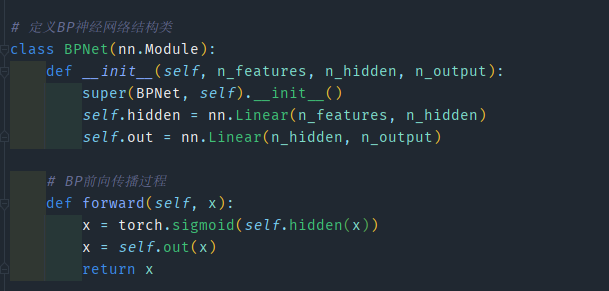 # 定义BP神经网络结构类
class BPNet(nn.Module):
    def __init__(self, n_features, n_hidden, n_output):
        super(BPNet, self).__init__()
        self.hidden = nn.Linear(n_features, n_hidden)
        self.out = nn.Linear(n_hidden, n_output)
    # BP前向传播过程
    def forward(self, x):
        x = torch.sigmoid(self.hidden(x))
        x = self.out(x)
        return x